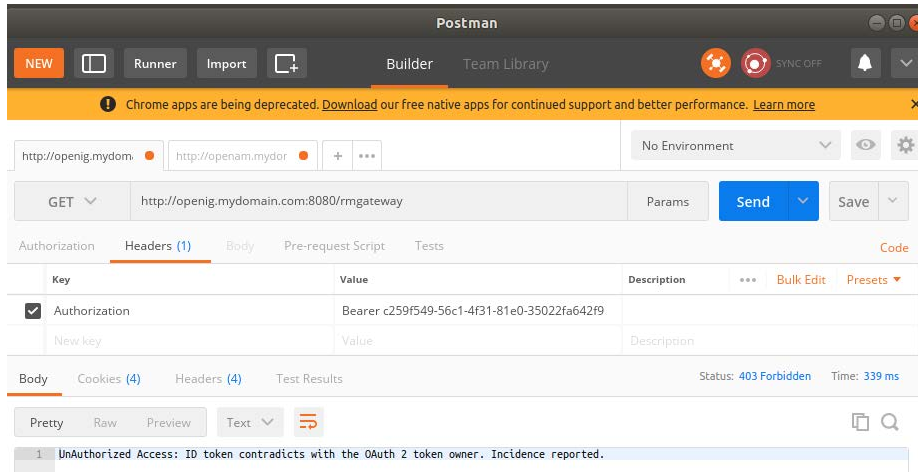 Postman
NEW Runner Import Builder Team Library SYNC OFF
Chrome apps are being deprecated. Download our free native apps for continued support and better performance. Learn more
http://openig.mydom http://openam.mydor + No Environment
GET http://openig.mydomain.com:8080/rmgateway Params Send Save
Authorization Headers (1) Body Pre-request Script Tests Code
Key Value Description Bulk Edit Presets
Authorization Bearer c259f549-56c1-4f31-81e0-35022fa642f9
New key Value Description
Body Cookies (4) Headers (4) Test Results Status: 403 Forbidden Time: 339 ms
Pretty Raw Preview Text
1 UnAuthorized Access: ID token contradicts with the OAuth 2 token owner. Incidence reported.